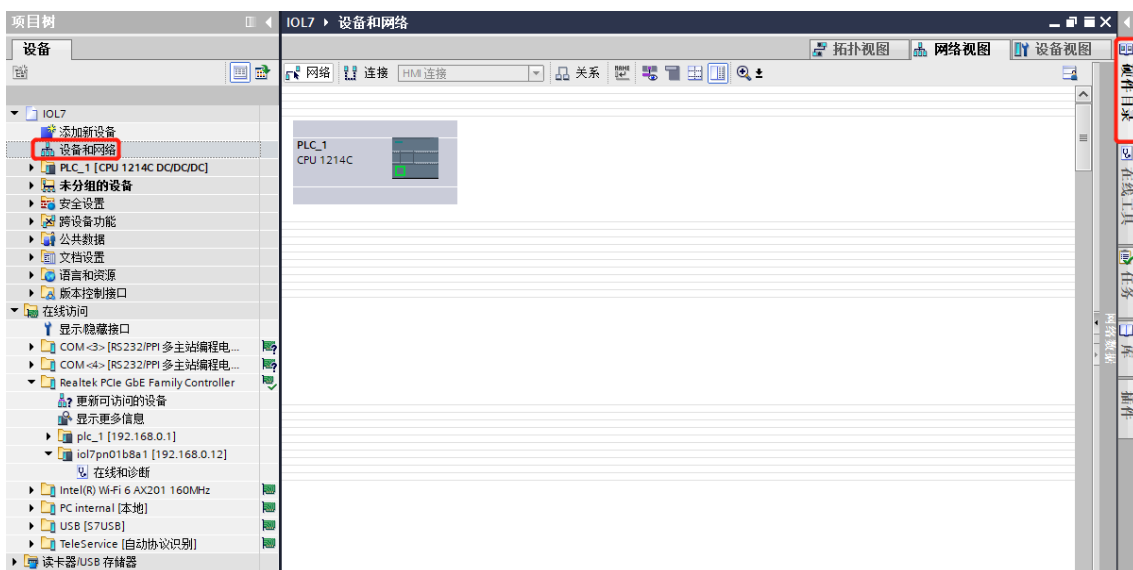 项目树
IOL7 ▸ 设备和网络
设备
拓扑视图
网络视图
设备视图
网络
连接
HMI 连接
关系
IOL7
添加新设备
设备和网络
PLC_1 [CPU 1214C DC/DC/DC]
未分组的设备
安全设置
跨设备功能
公共数据
文档设置
语言和资源
版本控制接口
在线访问
显示/隐藏接口
COM <3> [RS232/PPI 多主站编程电...
COM <4> [RS232/PPI 多主站编程电...
Realtek PCIe GbE Family Controller
更新可访问的设备
显示更多信息
plc_1 [192.168.0.1]
iol7pn01b8a1 [192.168.0.12]
在线和诊断
Intel(R) Wi-Fi 6 AX201 160MHz
PC internal [本地]
USB [S7USB]
TeleService [自动协议识别]
读卡器/USB 存储器
PLC_1
CPU 1214C
网络数据
硬件目录
在线工具
任务
库
插件